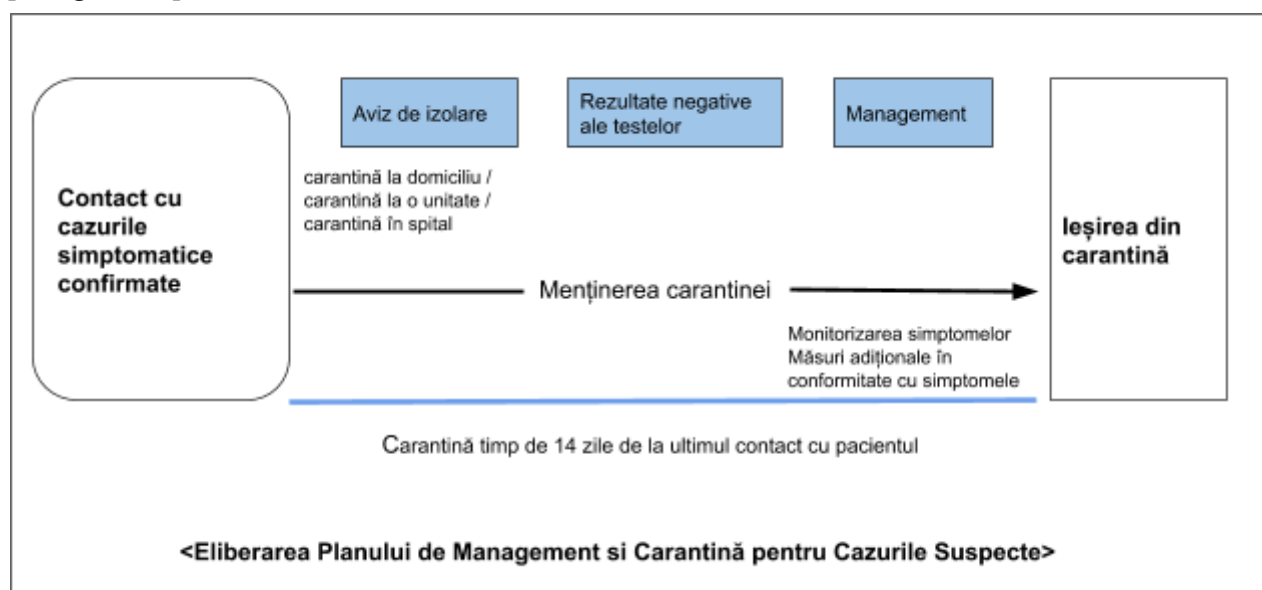 Aviz de izolare
Rezultate negative
ale testelor
Management
Contact cu
cazurile
simptomatice
confirmate
carantină la domiciliu /
carantină la o unitate /
carantină în spital
Menținerea carantinei
Monitorizarea simptomelor
Măsuri adiționale în
conformitate cu simptomele
Ieșirea din
carantină
Carantină timp de 14 zile de la ultimul contact cu pacientul
<Eliberarea Planului de Management si Carantină pentru Cazurile Suspecte>